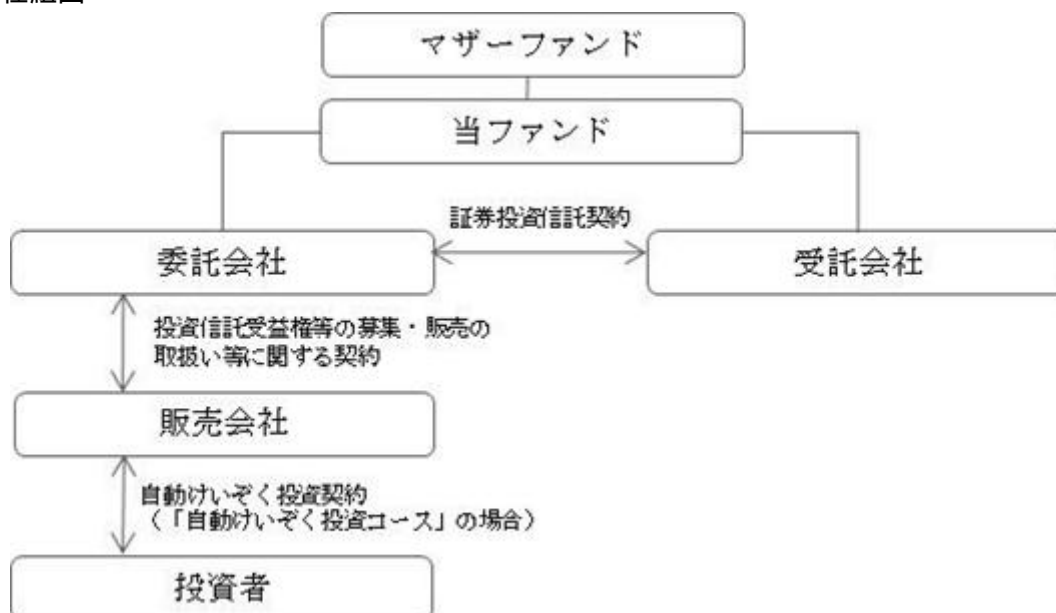 マザーファンド
当ファンド
証券投資信託契約
委託会社
受託会社
投資信託受益権等の募集・販売の
取扱い等に関する契約
販売会社
自動けいぞく投資契約
(「自動けいぞく投資コース」の場合)
投資者